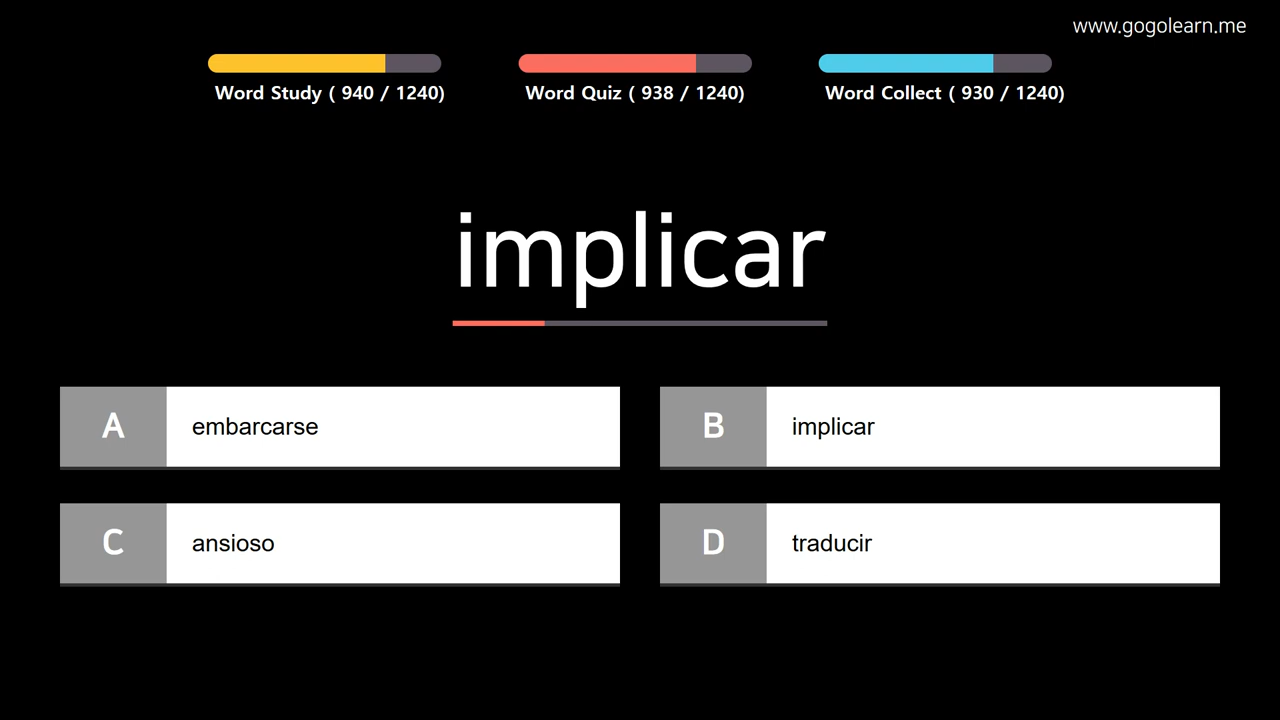 www.gogolearn.me
Word Study ( 940 / 1240)
Word Quiz ( 938 / 1240)
Word Collect ( 930 / 1240)
implicar
A embarcarse
B implicar
C ansioso
D traducir